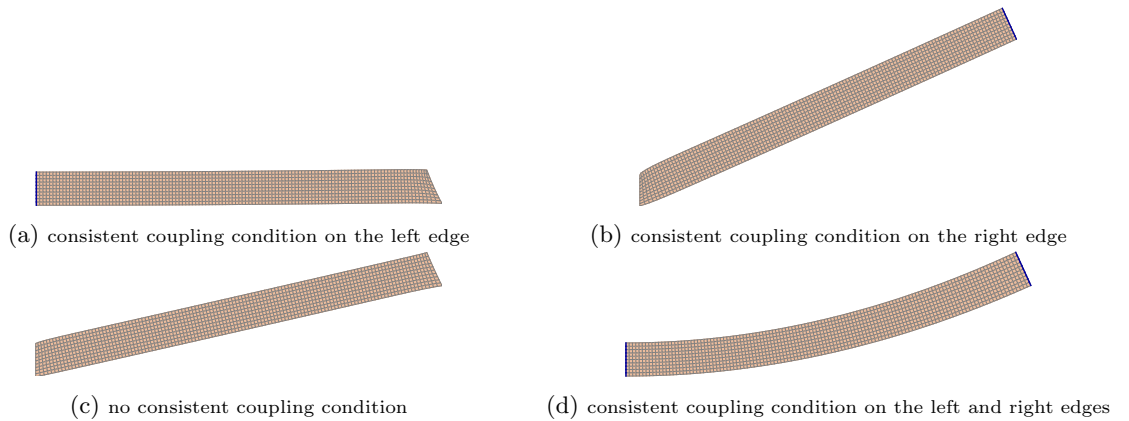 (a) consistent coupling condition on the left edge
(b) consistent coupling condition on the right edge
(c) no consistent coupling condition
(d) consistent coupling condition on the left and right edges